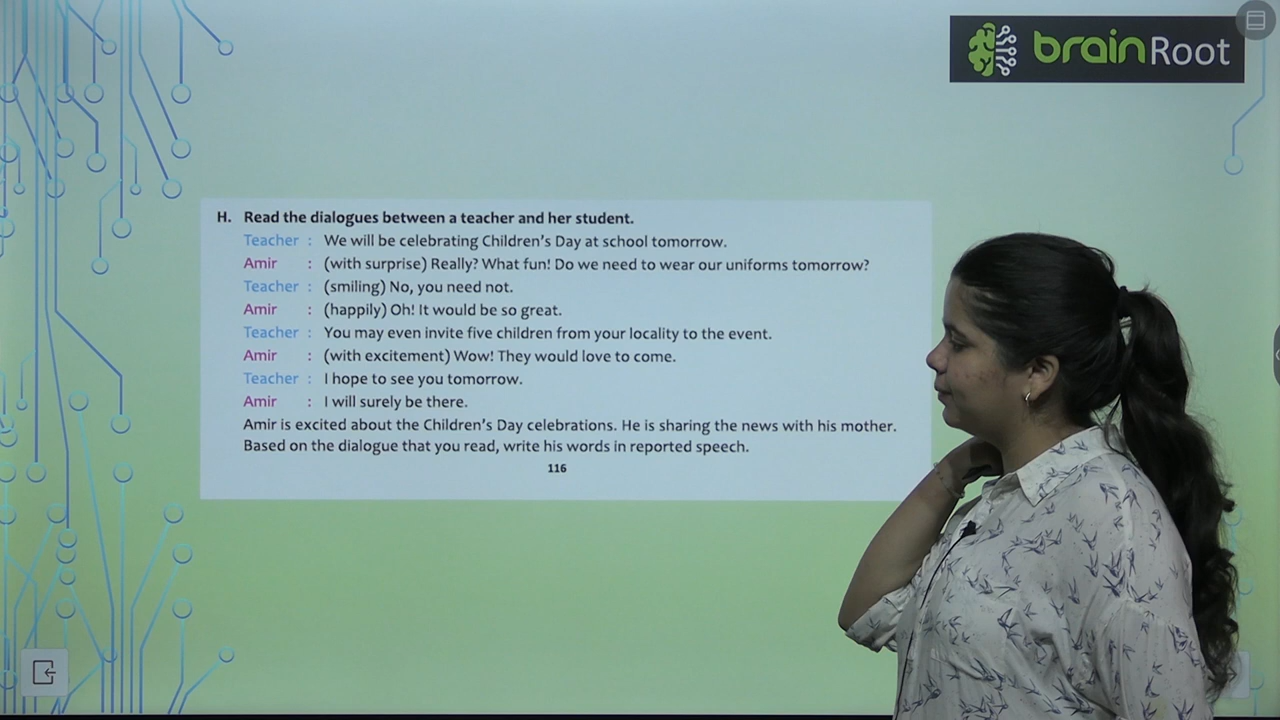 brainRoot
H. Read the dialogues between a teacher and her student.
Teacher : We will be celebrating Children's Day at school tomorrow.
Amir : (with surprise) Really? What fun! Do we need to wear our uniforms tomorrow?
Teacher : (smiling) No, you need not.
Amir : (happily) Oh! It would be so great.
Teacher : You may even invite five children from your locality to the event.
Amir : (with excitement) Wow! They would love to come.
Teacher : I hope to see you tomorrow.
Amir : I will surely be there.
Amir is excited about the Children's Day celebrations. He is sharing the news with his mother.
Based on the dialogue that you read, write his words in reported speech.
116